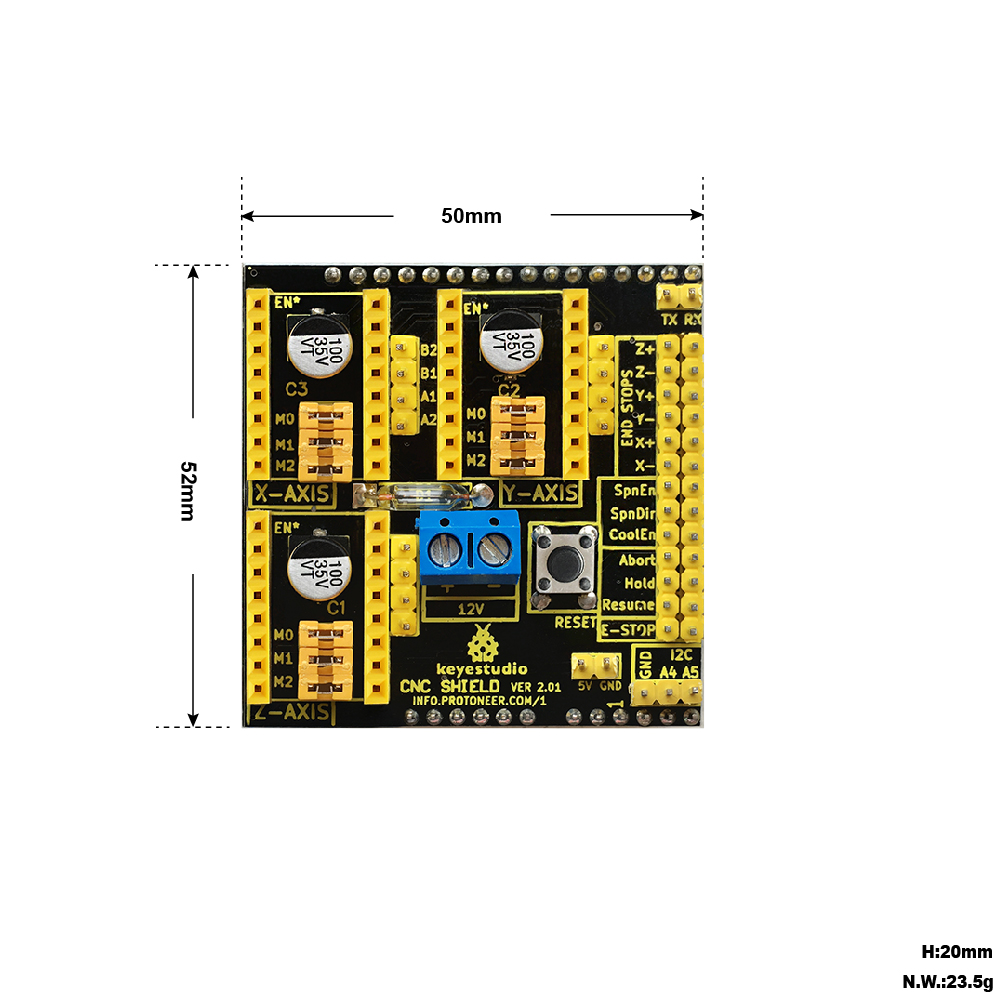 50mm
52mm
TX RX
EN*
100
35V
VT
C3
M0
M1
M2
X-AXIS
B2
B1
A1
A2
EN*
100
35V
VT
C2
M0
M1
M2
Y-AXIS
END STOPS
Z+
Z-
Y+
Y-
X+
X-
SpnEn
SpnDir
CoolEn
Abort
Hold
Resume
E-STOP
EN*
100
35V
VT
C1
M0
M1
M2
Z-AXIS
+ -
12V
RESET
keyestudio
CNC SHIELD VER 2.01
INFO.PROTONEER.COM/1
5V GND
GND
I2C
A4 A5
1
H:20mm
N.W.:23.5g